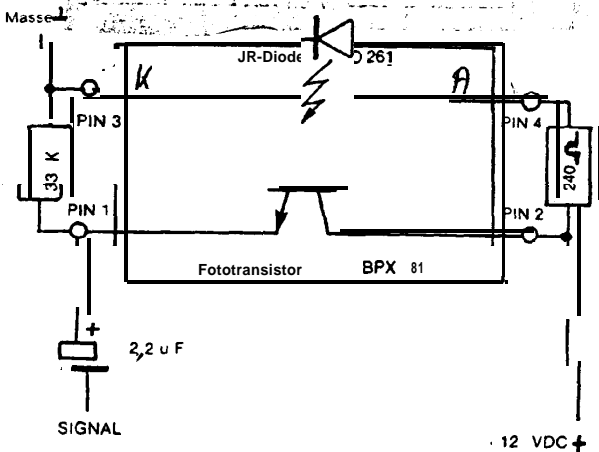 Masse
JR-Diode 261
K A
PIN 3 PIN 4
33 K
240 Ω
PIN 1 PIN 2
Fototransistor BPX 81
+
2,2 u F
SIGNAL
12 VDC +